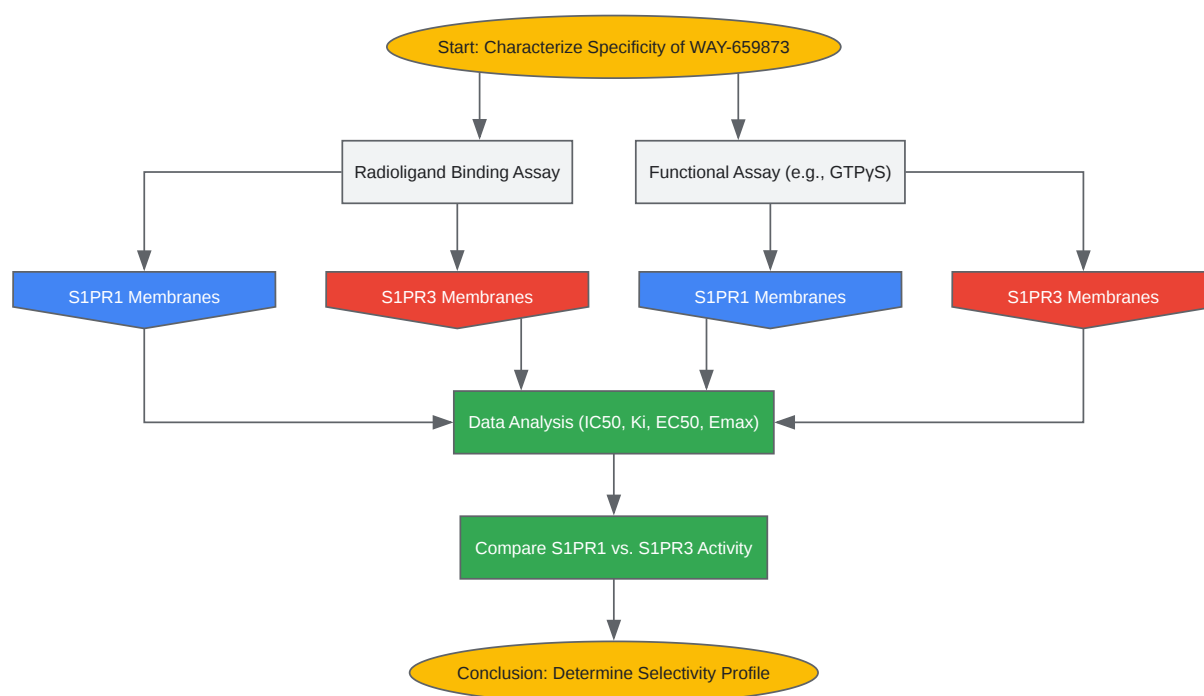 Start: Characterize Specificity of WAY-659873
Radioligand Binding Assay
Functional Assay (e.g., GTPγS)
S1PR1 Membranes
S1PR3 Membranes
S1PR1 Membranes
S1PR3 Membranes
Data Analysis (IC50, Ki, EC50, Emax)
Compare S1PR1 vs. S1PR3 Activity
Conclusion: Determine Selectivity Profile